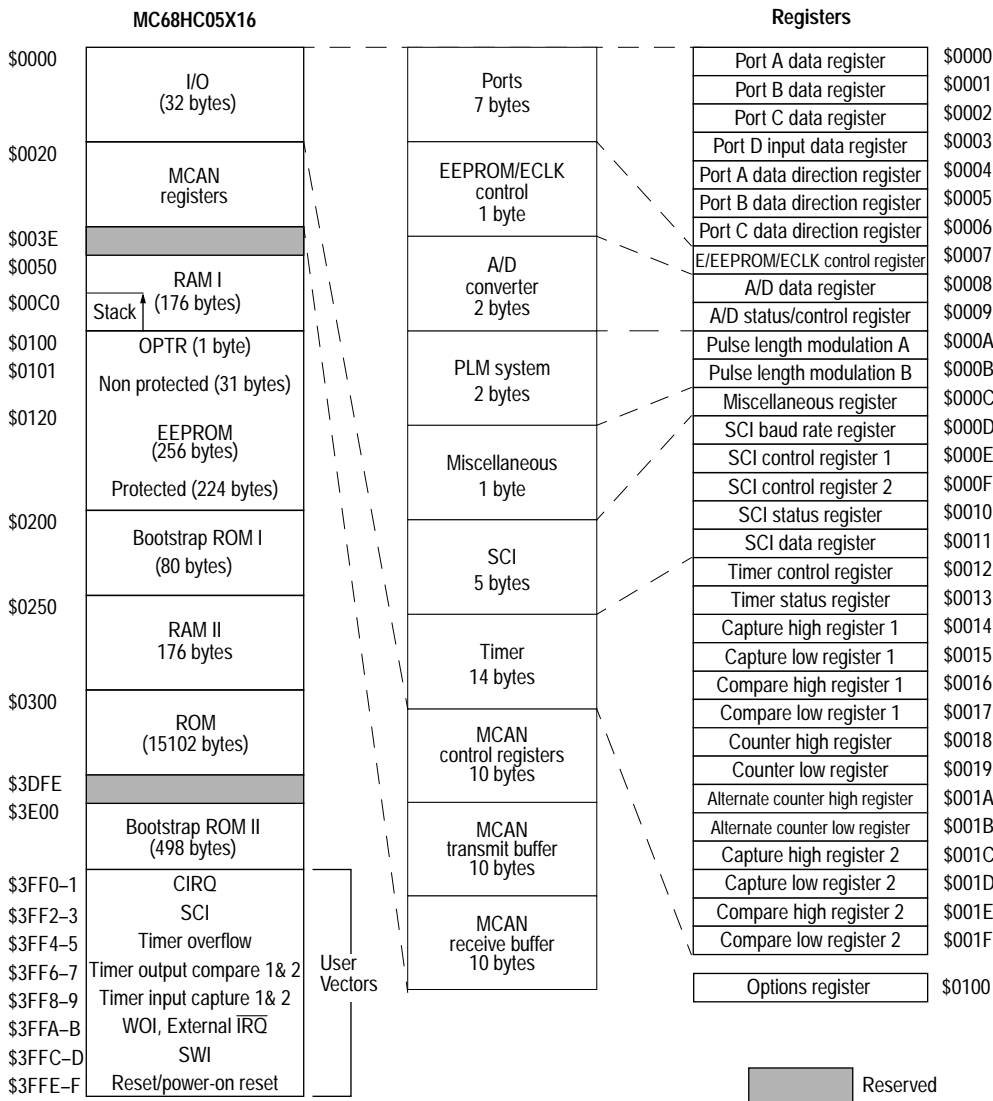 MC68HC05X16
$0000
I/O
(32 bytes)
$0020
MCAN
registers
$003E
$0050
RAM I
(176 bytes)
$00C0
Stack
$0100
OPTR (1 byte)
$0101
Non protected (31 bytes)
$0120
EEPROM
(256 bytes)
Protected (224 bytes)
$0200
Bootstrap ROM I
(80 bytes)
$0250
RAM II
176 bytes
$0300
ROM
(15102 bytes)
$3DFE
$3E00
Bootstrap ROM II
(498 bytes)
$3FF0–1
CIRQ
$3FF2–3
SCI
$3FF4–5
Timer overflow
$3FF6–7
Timer output compare 1& 2
$3FF8–9
Timer input capture 1& 2
$3FFA–B
WOI, External IRQ
$3FFC–D
SWI
$3FFE–F
Reset/power-on reset
User
Vectors
Ports
7 bytes
EEPROM/ECLK
control
1 byte
A/D
converter
2 bytes
PLM system
2 bytes
Miscellaneous
1 byte
SCI
5 bytes
Timer
14 bytes
MCAN
control registers
10 bytes
MCAN
transmit buffer
10 bytes
MCAN
receive buffer
10 bytes
Registers
Port A data register $0000
Port B data register $0001
Port C data register $0002
Port D input data register $0003
Port A data direction register $0004
Port B data direction register $0005
Port C data direction register $0006
E/EEPROM/ECLK control register $0007
A/D data register $0008
A/D status/control register $0009
Pulse length modulation A $000A
Pulse length modulation B $000B
Miscellaneous register $000C
SCI baud rate register $000D
SCI control register 1 $000E
SCI control register 2 $000F
SCI status register $0010
SCI data register $0011
Timer control register $0012
Timer status register $0013
Capture high register 1 $0014
Capture low register 1 $0015
Compare high register 1 $0016
Compare low register 1 $0017
Counter high register $0018
Counter low register $0019
Alternate counter high register $001A
Alternate counter low register $001B
Capture high register 2 $001C
Capture low register 2 $001D
Compare high register 2 $001E
Compare low register 2 $001F
Options register $0100
Reserved